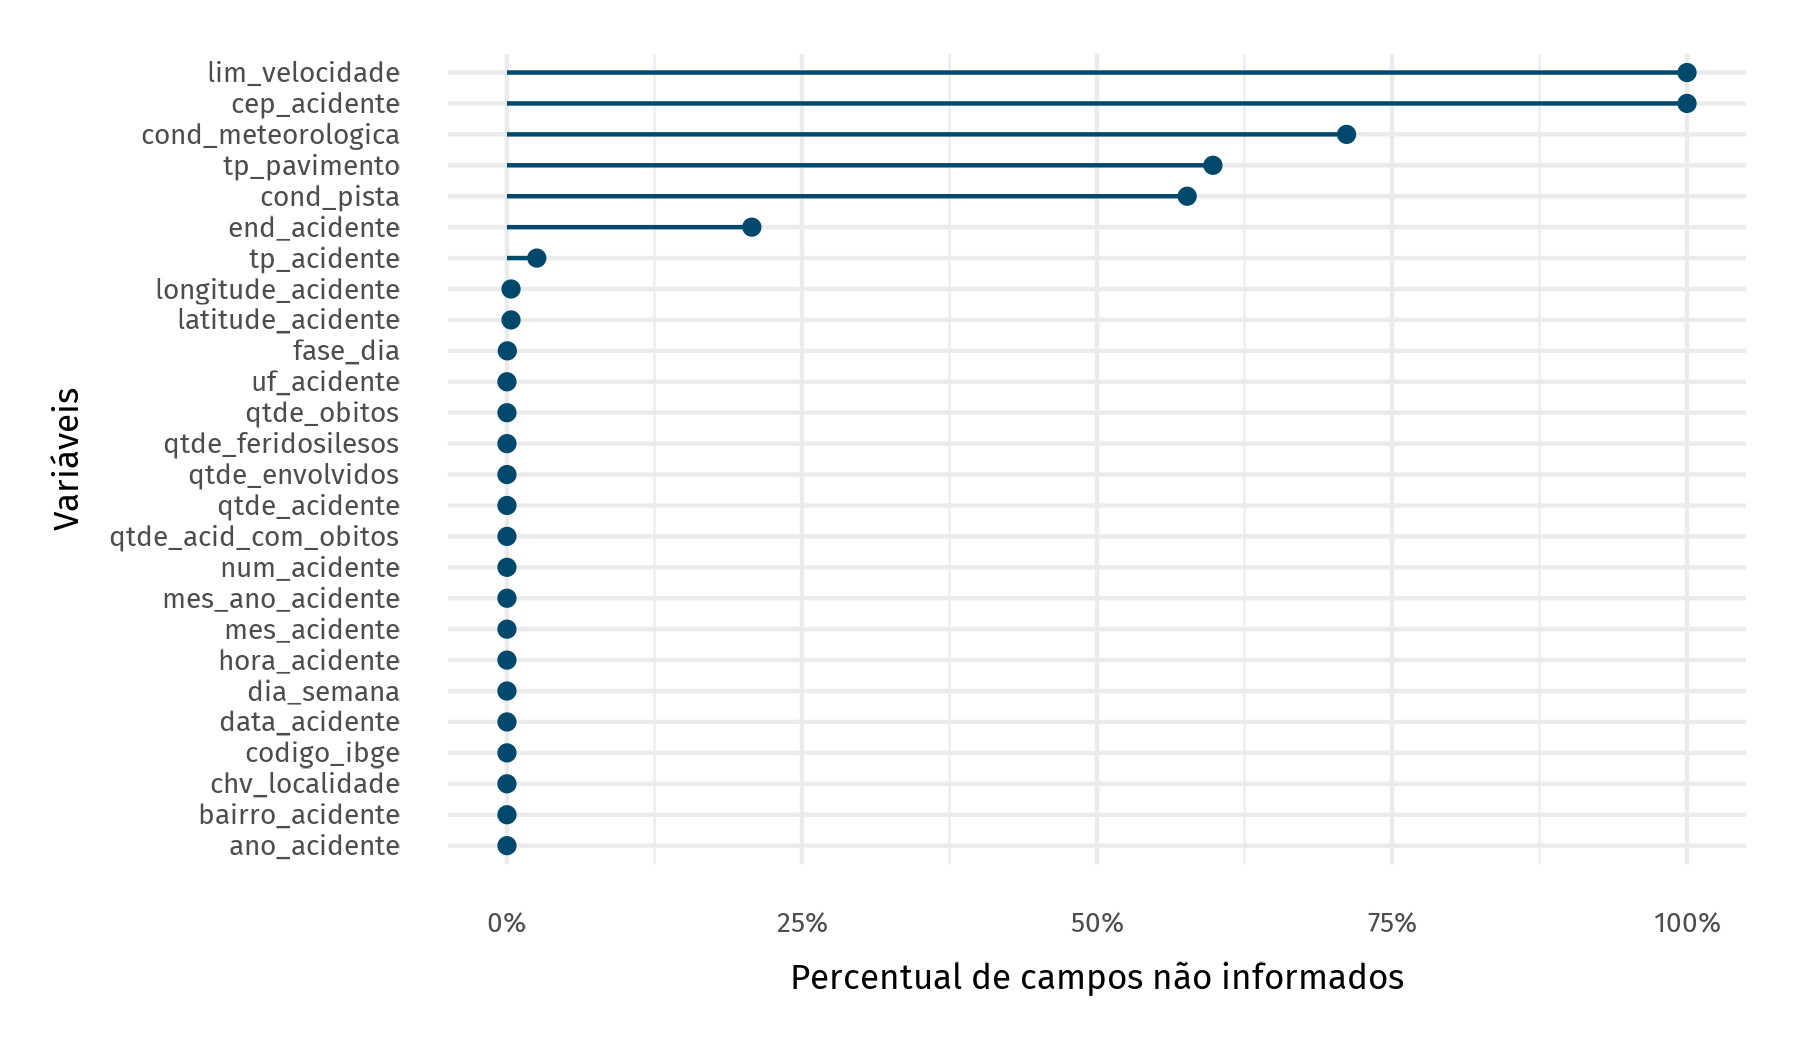 Variáveis
lim_velocidade
cep_acidente
cond_meteorologica
tp_pavimento
cond_pista
end_acidente
tp_acidente
longitude_acidente
latitude_acidente
fase_dia
uf_acidente
qtde_obitos
qtde_feridosilesos
qtde_envolvidos
qtde_acidente
qtde_acid_com_obitos
num_acidente
mes_ano_acidente
mes_acidente
hora_acidente
dia_semana
data_acidente
codigo_ibge
chv_localidade
bairro_acidente
ano_acidente
0% 25% 50% 75% 100%
Percentual de campos não informados